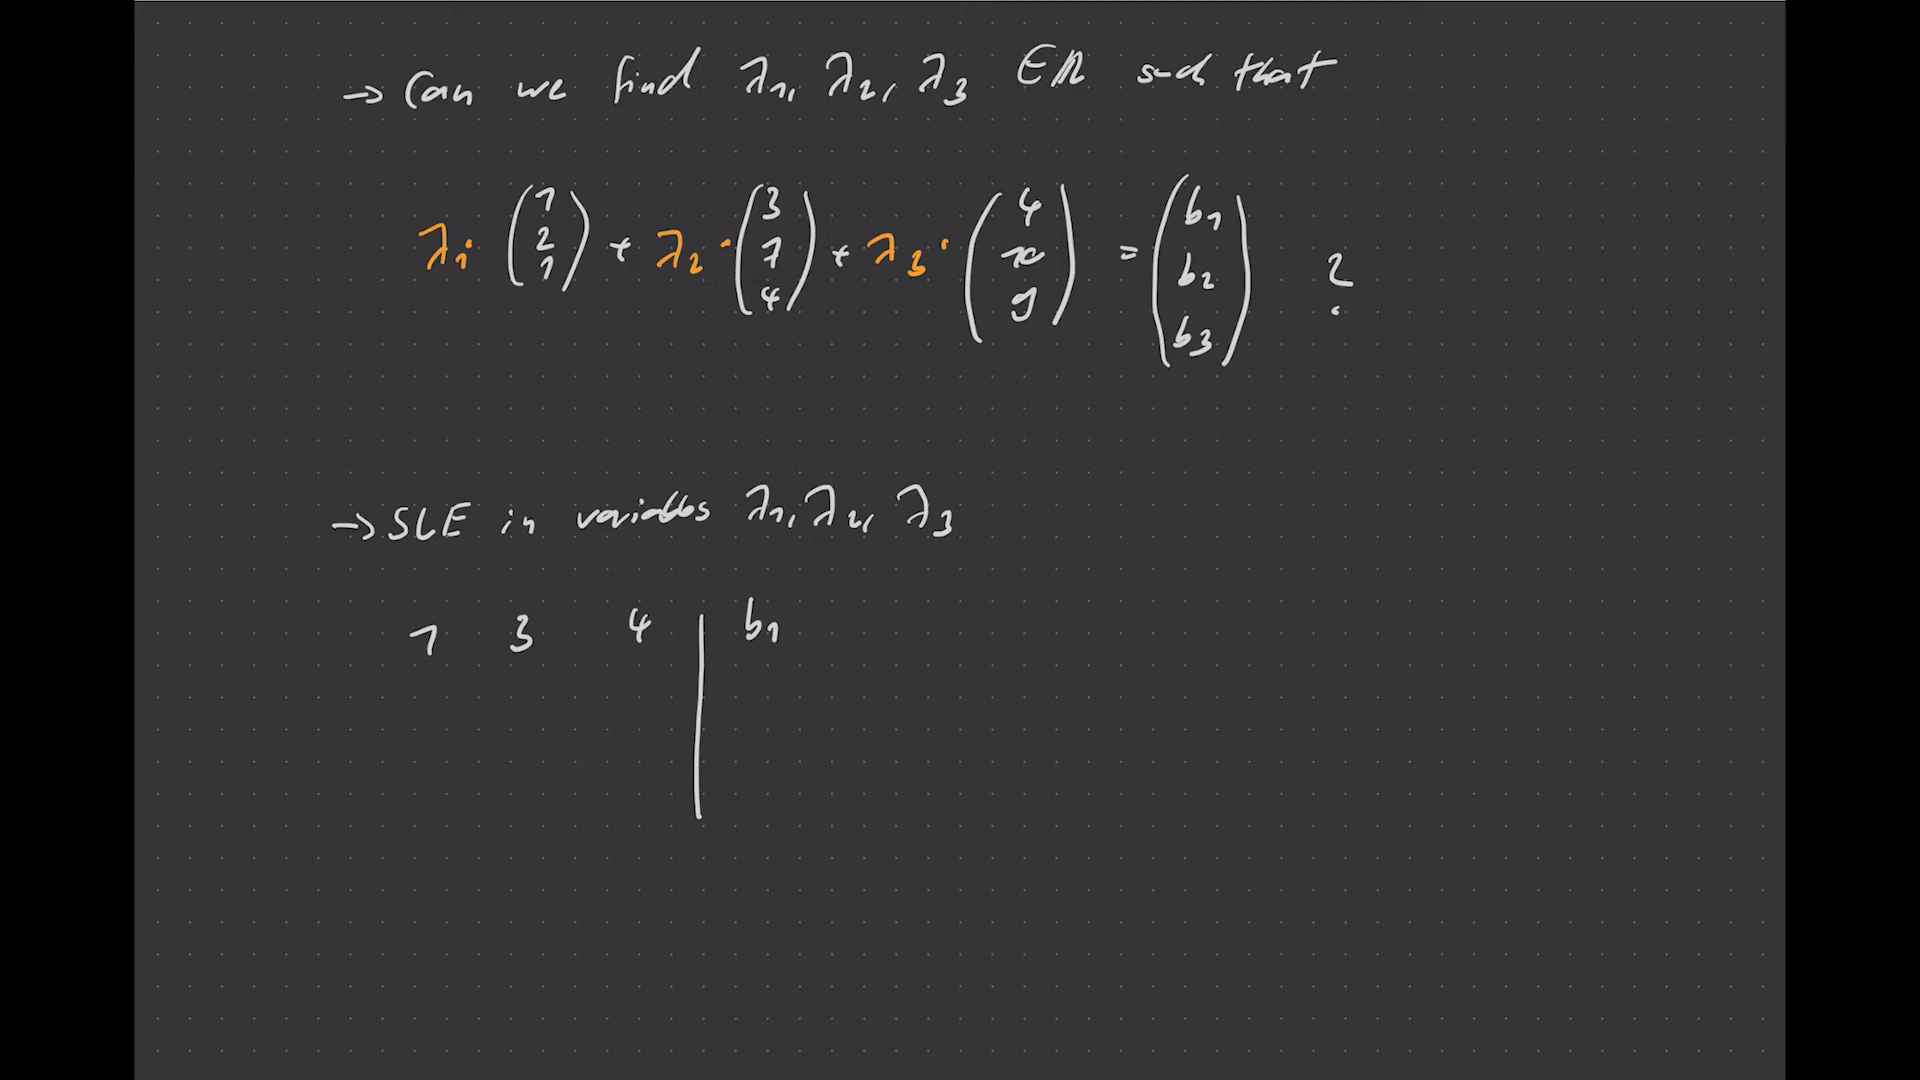 → Can we find λ₁, λ₂, λ₃ ∈ ℝ such that
λ₁ · (1 2 1) + λ₂ · (3 7 4) + λ₃ · (4 10 9) = (b₁ b₂ b₃) ?
→ SLE in variables λ₁, λ₂, λ₃
1 3 4 | b₁